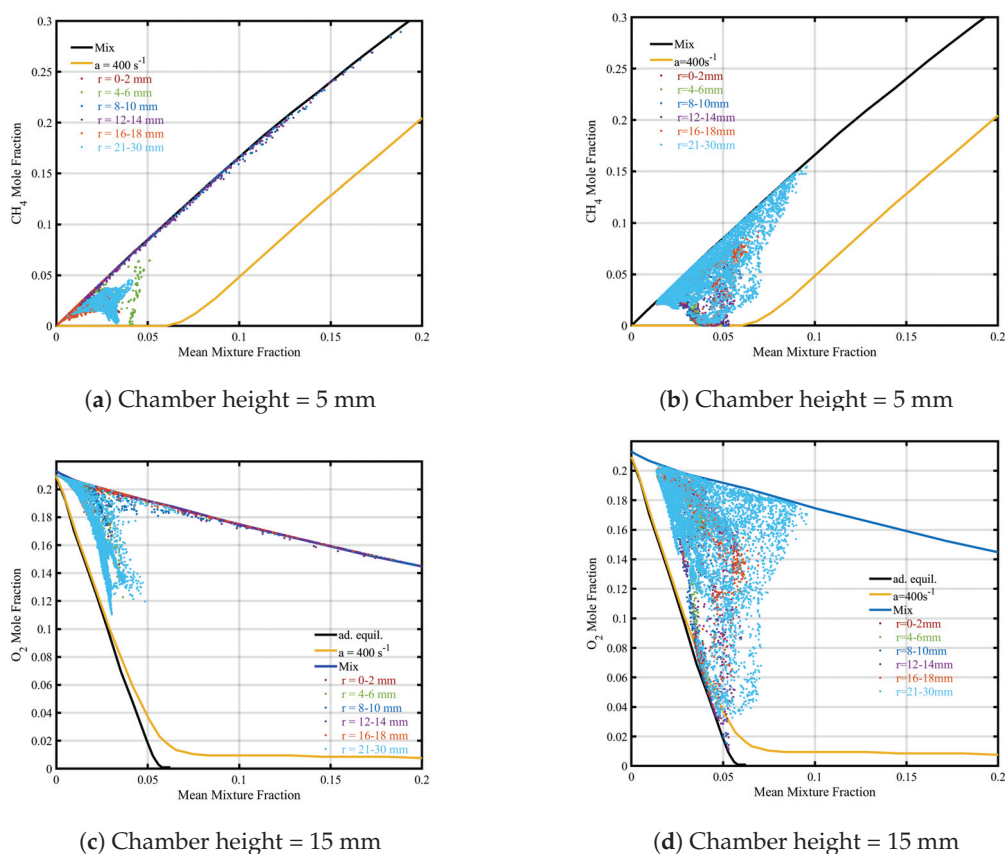 0.3
0.25
0.2
0.15
0.1
0.05
0
CH4 Mole Fraction
Mix
a = 400 s-1
r = 0-2 mm
r = 4-6 mm
r = 8-10 mm
r = 12-14 mm
r = 16-18 mm
r = 21-30 mm
0 0.05 0.1 0.15 0.2
Mean Mixture Fraction
(a) Chamber height = 5 mm
0.3
0.25
0.2
0.15
0.1
0.05
0
CH4 Mole Fraction
Mix
a=400s-1
r=0-2mm
r=4-6mm
r=8-10mm
r=12-14mm
r=16-18mm
r=21-30mm
0 0.05 0.1 0.15 0.2
Mean Mixture Fraction
(b) Chamber height = 5 mm
0.2
0.18
0.16
0.14
0.12
0.1
0.08
0.06
0.04
0.02
0
O2 Mole Fraction
ad. equil.
a = 400 s-1
Mix
r = 0-2 mm
r = 4-6 mm
r = 8-10 mm
r = 12-14 mm
r = 16-18 mm
r = 21-30 mm
0 0.05 0.1 0.15 0.2
Mean Mixture Fraction
(c) Chamber height = 15 mm
0.2
0.18
0.16
0.14
0.12
0.1
0.08
0.06
0.04
0.02
0
O2 Mole Fraction
ad. equil.
a=400s-1
Mix
r=0-2mm
r=4-6mm
r=8-10mm
r=12-14mm
r=16-18mm
r=21-30mm
0 0.05 0.1 0.15 0.2
Mean Mixture Fraction
(d) Chamber height = 15 mm